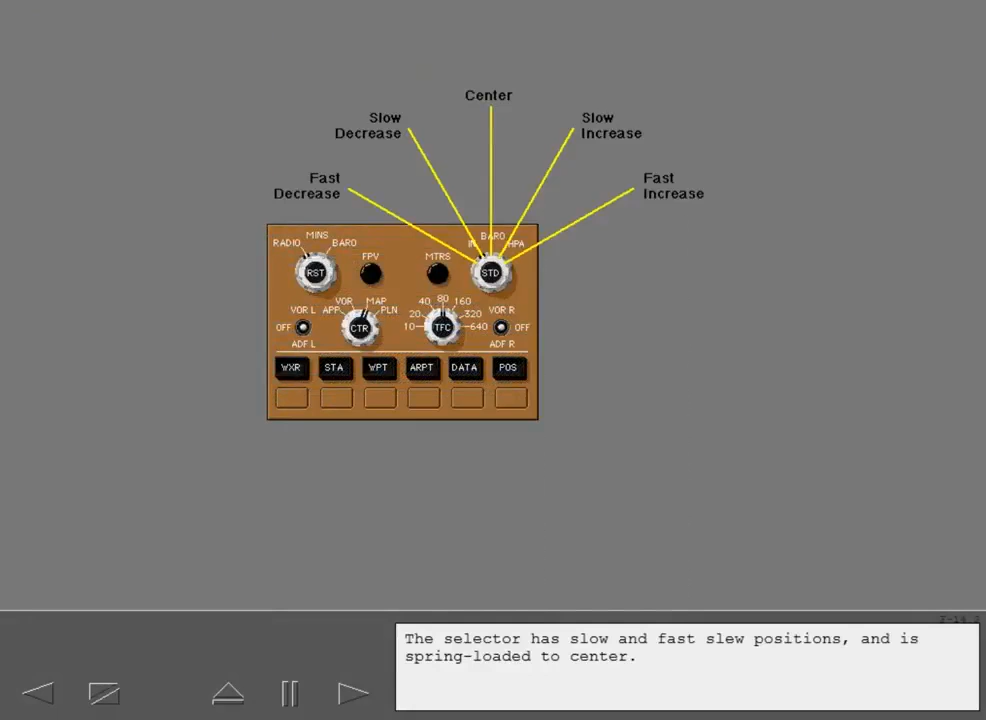 Center
Slow
Decrease
Slow
Increase
Fast
Decrease
Fast
Increase
MINS
RADIO
BARO
FPV
MTRS
BARO
IN
HPA
RST
STD
VOR L
OFF
ADF L
APP
VOR
MAP
PLN
CTR
10
20
40
80
160
320
640
TFC
VOR R
OFF
ADF R
WXR
STA
WPT
ARPT
DATA
POS
The selector has slow and fast slew positions, and is
spring-loaded to center.